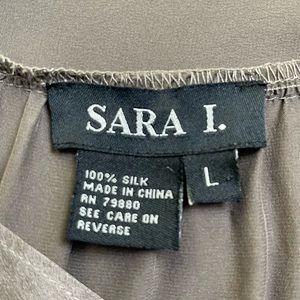 SARA I.
100% SILK
MADE IN CHINA
RN 79880
SEE CARE ON
REVERSE
L